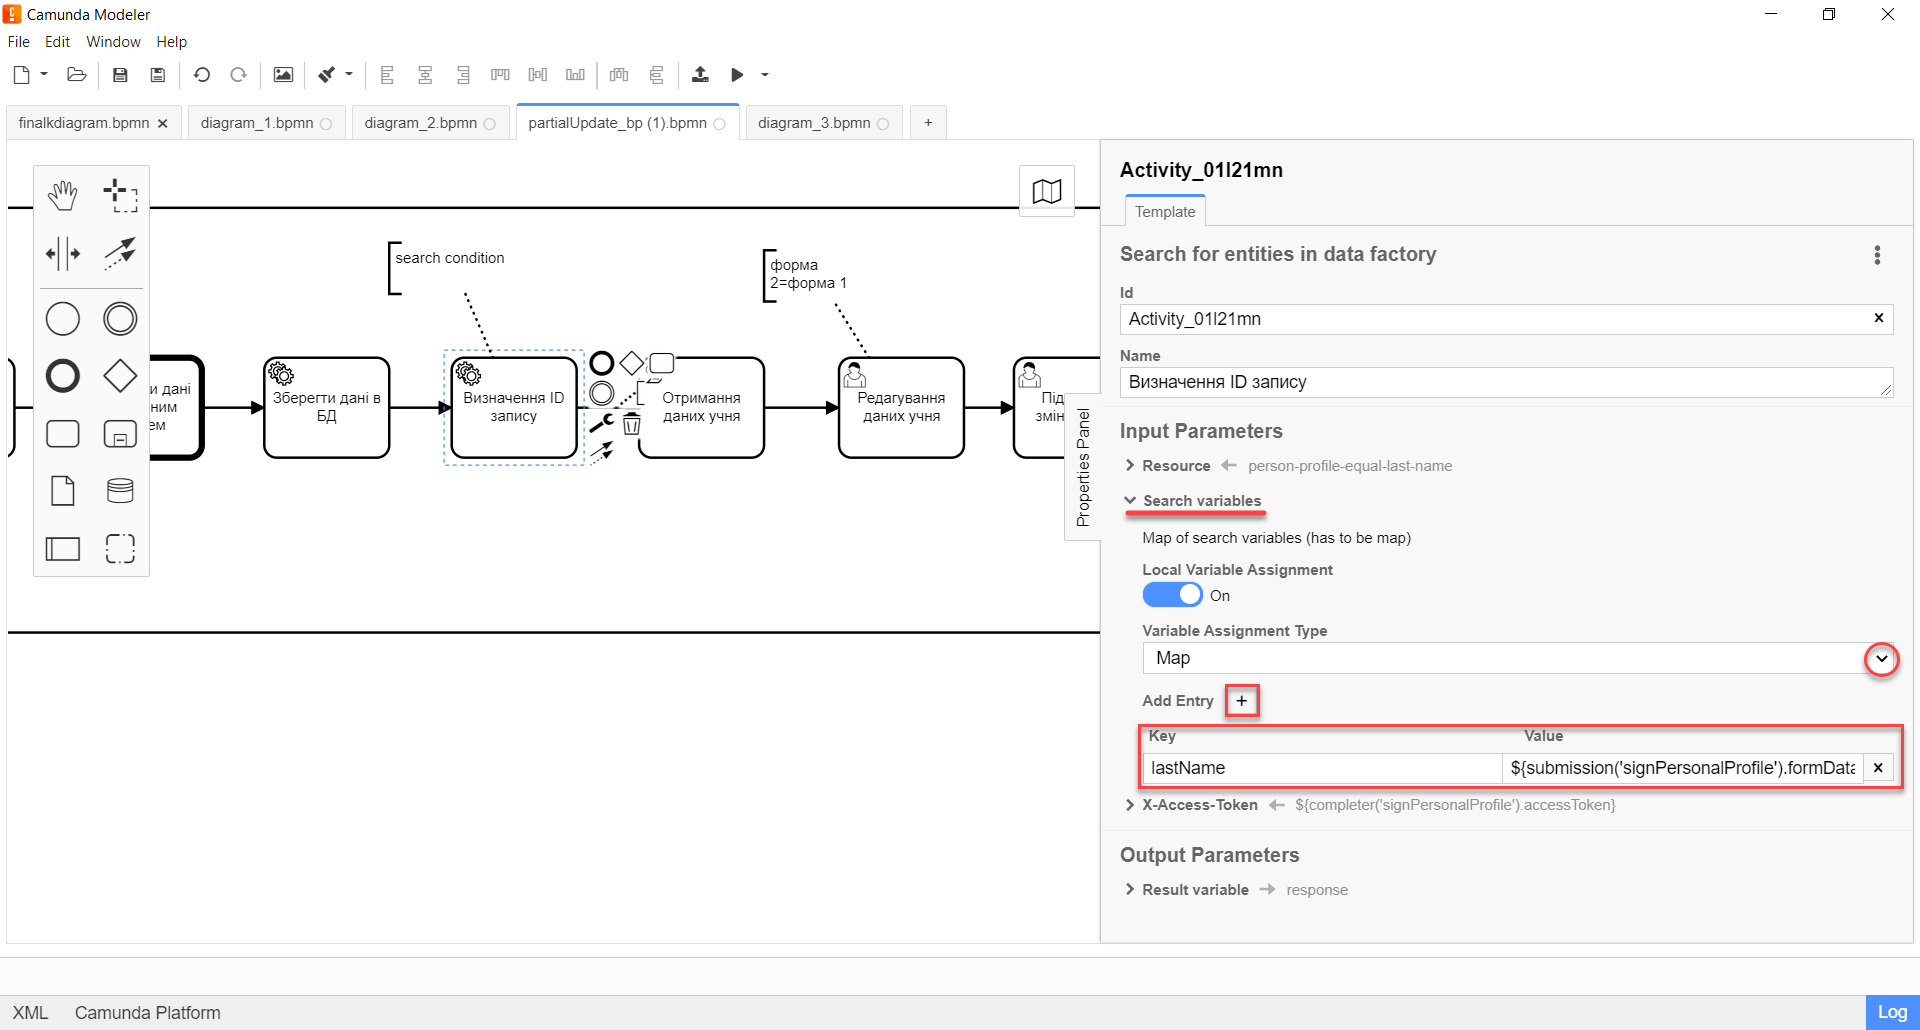 Camunda Modeler
File Edit Window Help
finalkdiagram.bpmn
diagram_1.bpmn
diagram_2.bpmn
partialUpdate_bp (1).bpmn
diagram_3.bpmn
+
search condition
форма
2=форма 1
и дані
ним
ем
Зберегти дані в
БД
Визначення ID
запису
Отримання
даних учня
Редагування
даних учня
Під
змін
Properties Panel
Activity_01l21mn
Template
Search for entities in data factory
Id
Activity_01l21mn
Name
Визначення ID запису
Input Parameters
Resource person-profile-equal-last-name
Search variables
Map of search variables (has to be map)
Local Variable Assignment
On
Variable Assignment Type
Map
Add Entry +
Key Value
lastName ${submission('signPersonalProfile').formData
X-Access-Token ${completer('signPersonalProfile').accessToken}
Output Parameters
Result variable response
XML Camunda Platform
Log